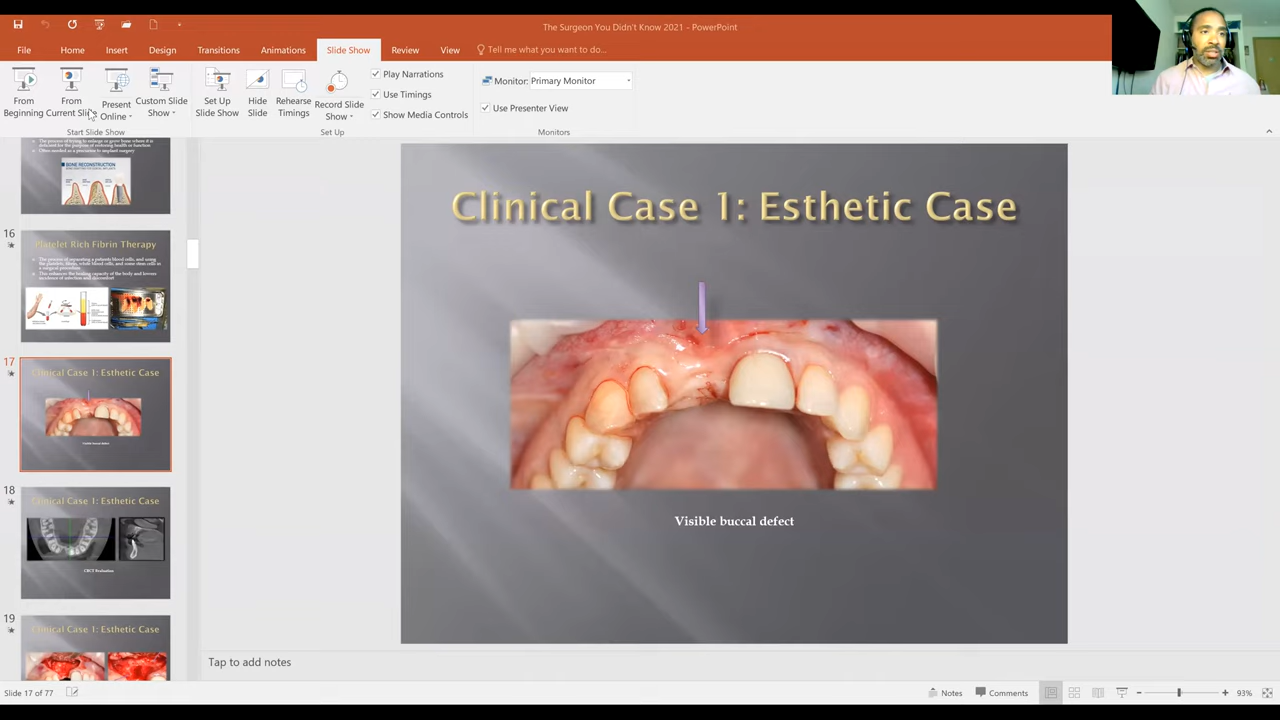 The Surgeon You Didn't Know 2021 - PowerPoint
File Home Insert Design Transitions Animations Slide Show Review View Tell me what you want to do...
From Beginning
From Current Slide
Present Online
Custom Slide Show
Set Up Slide Show
Hide Slide
Rehearse Timings
Record Slide Show
Play Narrations
Use Timings
Show Media Controls
Monitor: Primary Monitor
Use Presenter View
Start Slide Show
Set Up
Monitors
BONE RECONSTRUCTION
16
Platelet Rich Fibrin Therapy
17
Clinical Case 1: Esthetic Case
18
Clinical Case 1: Esthetic Case
CBCT Evaluation
19
Clinical Case 1: Esthetic Case
Clinical Case 1: Esthetic Case
Visible buccal defect
Tap to add notes
Slide 17 of 77
Notes
Comments
93%